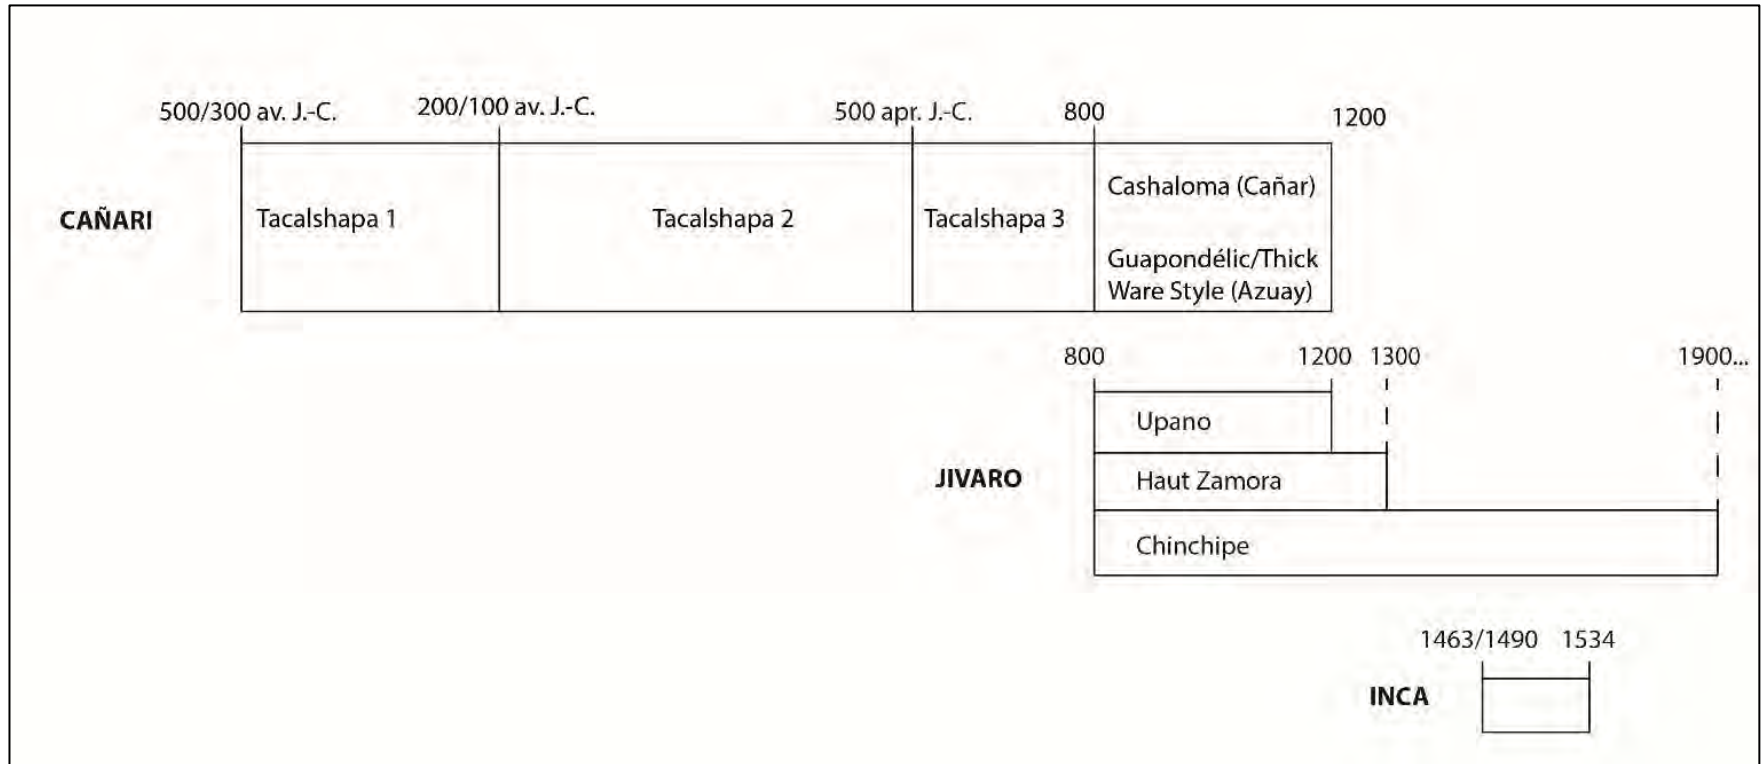 500/300 av. J.-C.
200/100 av. J.-C.
500 apr. J.-C.
800
1200
CAÑARI
Tacalshapa 1
Tacalshapa 2
Tacalshapa 3
Cashaloma (Cañar)
Guapondélic/Thick
Ware Style (Azuay)
800
1200
1300
1900...
JIVARO
Upano
Haut Zamora
Chinchipe
1463/1490
1534
INCA